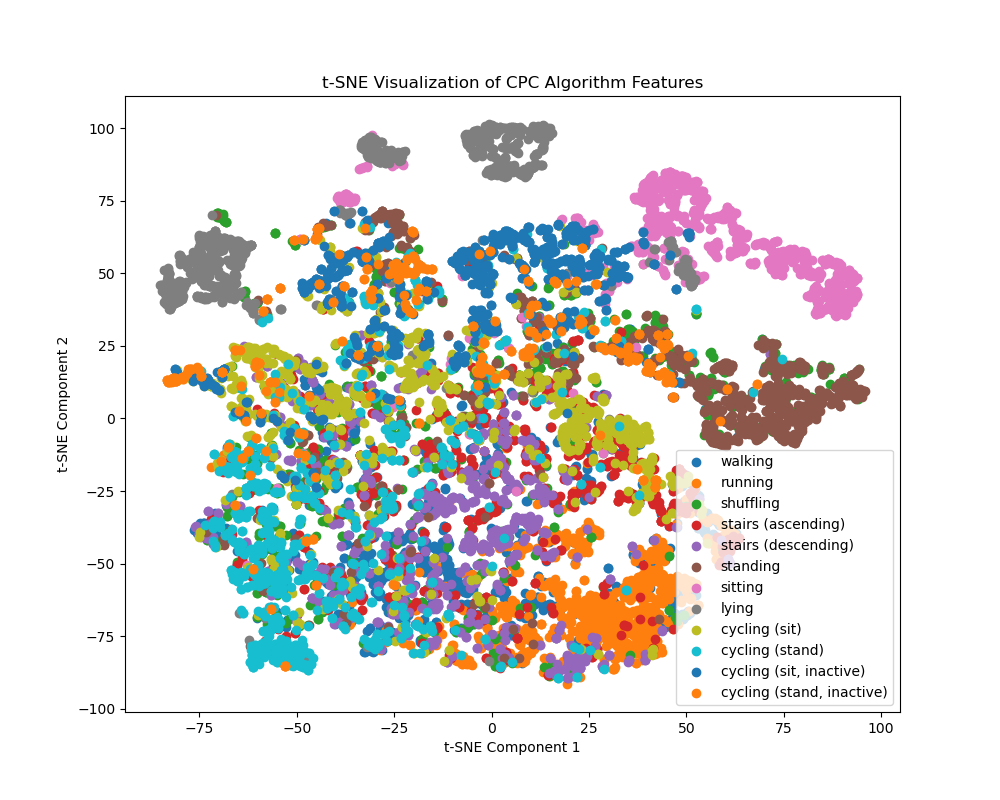 t-SNE Visualization of CPC Algorithm Features
t-SNE Component 2
100
75
50
25
0
−25
−50
−75
−100
walking
running
shuffling
stairs (ascending)
stairs (descending)
standing
sitting
lying
cycling (sit)
cycling (stand)
cycling (sit, inactive)
cycling (stand, inactive)
−75 −50 −25 0 25 50 75 100
t-SNE Component 1